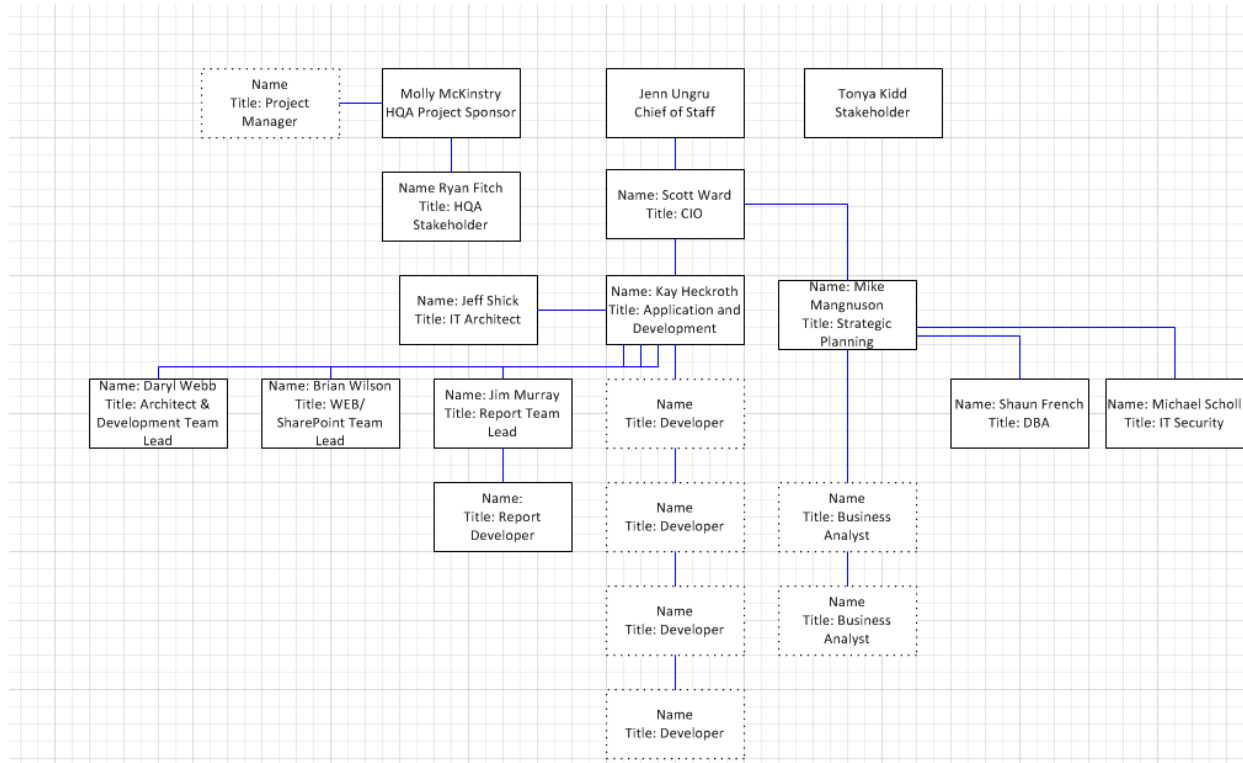 Name
Title: Project
Manager
Molly McKinstry
HQA Project Sponsor
Jenn Ungru
Chief of Staff
Tonya Kidd
Stakeholder
Name Ryan Fitch
Title: HQA
Stakeholder
Name: Scott Ward
Title: CIO
Name: Jeff Shick
Title: IT Architect
Name: Kay Heckroth
Title: Application and
Development
Name: Mike
Mangnuson
Title: Strategic
Planning
Name: Daryl Webb
Title: Architect &
Development Team
Lead
Name: Brian Wilson
Title: WEB/
SharePoint Team
Lead
Name: Jim Murray
Title: Report Team
Lead
Name
Title: Developer
Name: Shaun French
Title: DBA
Name: Michael Scholl
Title: IT Security
Name:
Title: Report
Developer
Name
Title: Developer
Name
Title: Business
Analyst
Name
Title: Developer
Name
Title: Business
Analyst
Name
Title: Developer